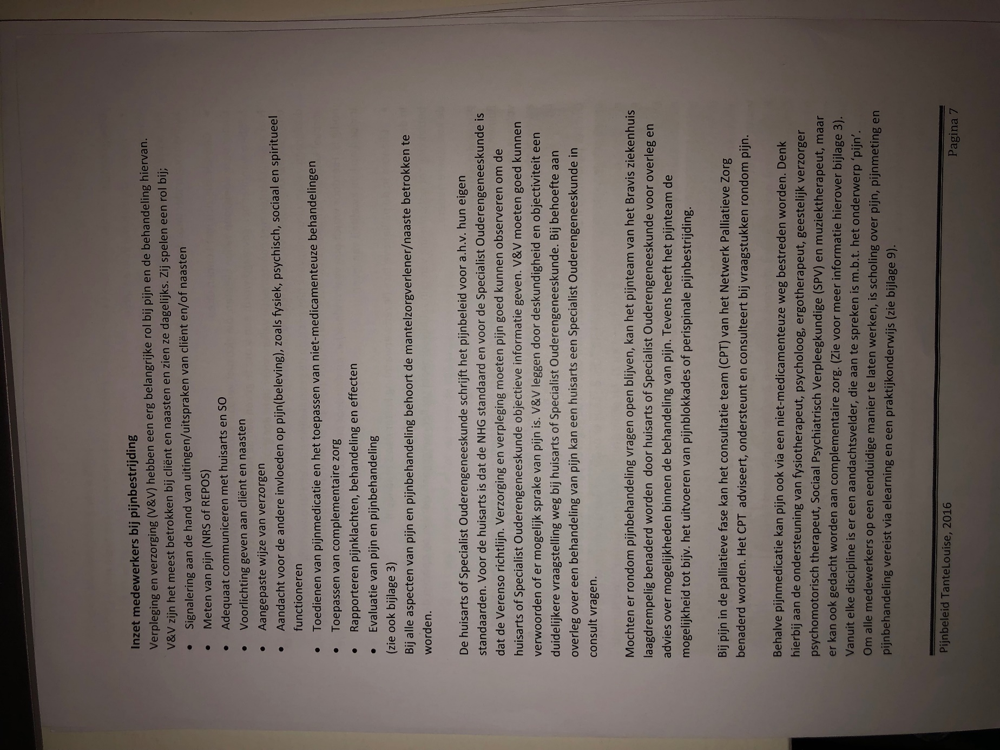 Inzet medewerkers bij pijnbestrijding
Verpleging en verzorging (V&V) hebben een erg belangrijke rol bij pijn en de behandeling hiervan.
V&V zijn het meest betrokken bij cliënt en naasten en zien ze dagelijks. Zij spelen een rol bij;
• Signalering aan de hand van uitingen/uitspraken van cliënt en/of naasten
• Meten van pijn (NRS of REPOS)
• Adequaat communiceren met huisarts en SO
• Voorlichting geven aan cliënt en naasten
• Aangepaste wijze van verzorgen
• Aandacht voor de andere invloeden op pijn(beleving), zoals fysiek, psychisch, sociaal en spiritueel
functioneren
• Toedienen van pijnmedicatie en het toepassen van niet-medicamenteuze behandelingen
• Toepassen van complementaire zorg
• Rapporteren pijnklachten, behandeling en effecten
• Evaluatie van pijn en pijnbehandeling
(zie ook bijlage 3)
Bij alle aspecten van pijn en pijnbehandeling behoort de mantelzorgverlener/naaste betrokken te
worden.
De huisarts of Specialist Ouderengeneeskunde schrijft het pijnbeleid voor a.h.v. hun eigen
standaarden. Voor de huisarts is dat de NHG standaard en voor de Specialist Ouderengeneeskunde is
dat de Verenso richtlijn. Verzorging en verpleging moeten pijn goed kunnen observeren om de
huisarts of Specialist Ouderengeneeskunde objectieve informatie geven. V&V moeten goed kunnen
verwoorden of er mogelijk sprake van pijn is. V&V leggen door deskundigheid en objectiviteit een
duidelijkere vraagstelling weg bij huisarts of Specialist Ouderengeneeskunde. Bij behoefte aan
overleg over een behandeling van pijn kan een huisarts een Specialist Ouderengeneeskunde in
consult vragen.
Mochten er rondom pijnbehandeling vragen open blijven, kan het pijnteam van het Bravis ziekenhuis
laagdrempelig benaderd worden door huisarts of Specialist Ouderengeneeskunde voor overleg en
advies over mogelijkheden binnen de behandeling van pijn. Tevens heeft het pijnteam de
mogelijkheid tot bijv. het uitvoeren van pijnblokkades of perispinale pijnbestrijding.
Bij pijn in de palliatieve fase kan het consultatie team (CPT) van het Netwerk Palliatieve Zorg
benaderd worden. Het CPT adviseert, ondersteunt en consulteert bij vraagstukken rondom pijn.
Behalve pijnmedicatie kan pijn ook via een niet-medicamenteuze weg bestreden worden. Denk
hierbij aan de ondersteuning van fysiotherapeut, psycholoog, ergotherapeut, geestelijk verzorger
psychomotorisch therapeut, Sociaal Psychiatrisch Verpleegkundige (SPV) en muziektherapeut, maar
er kan ook gedacht worden aan complementaire zorg. (Zie voor meer informatie hierover bijlage 3).
Vanuit elke discipline is er een aandachtsvelder, die aan te spreken is m.b.t. het onderwerp ‘pijn’.
Om alle medewerkers op een eenduidige manier te laten werken, is scholing over pijn, pijnmeting en
pijnbehandeling vereist via elearning en een praktijkonderwijs (zie bijlage 9).
Pijnbeleid TanteLouise, 2016 Pagina 7